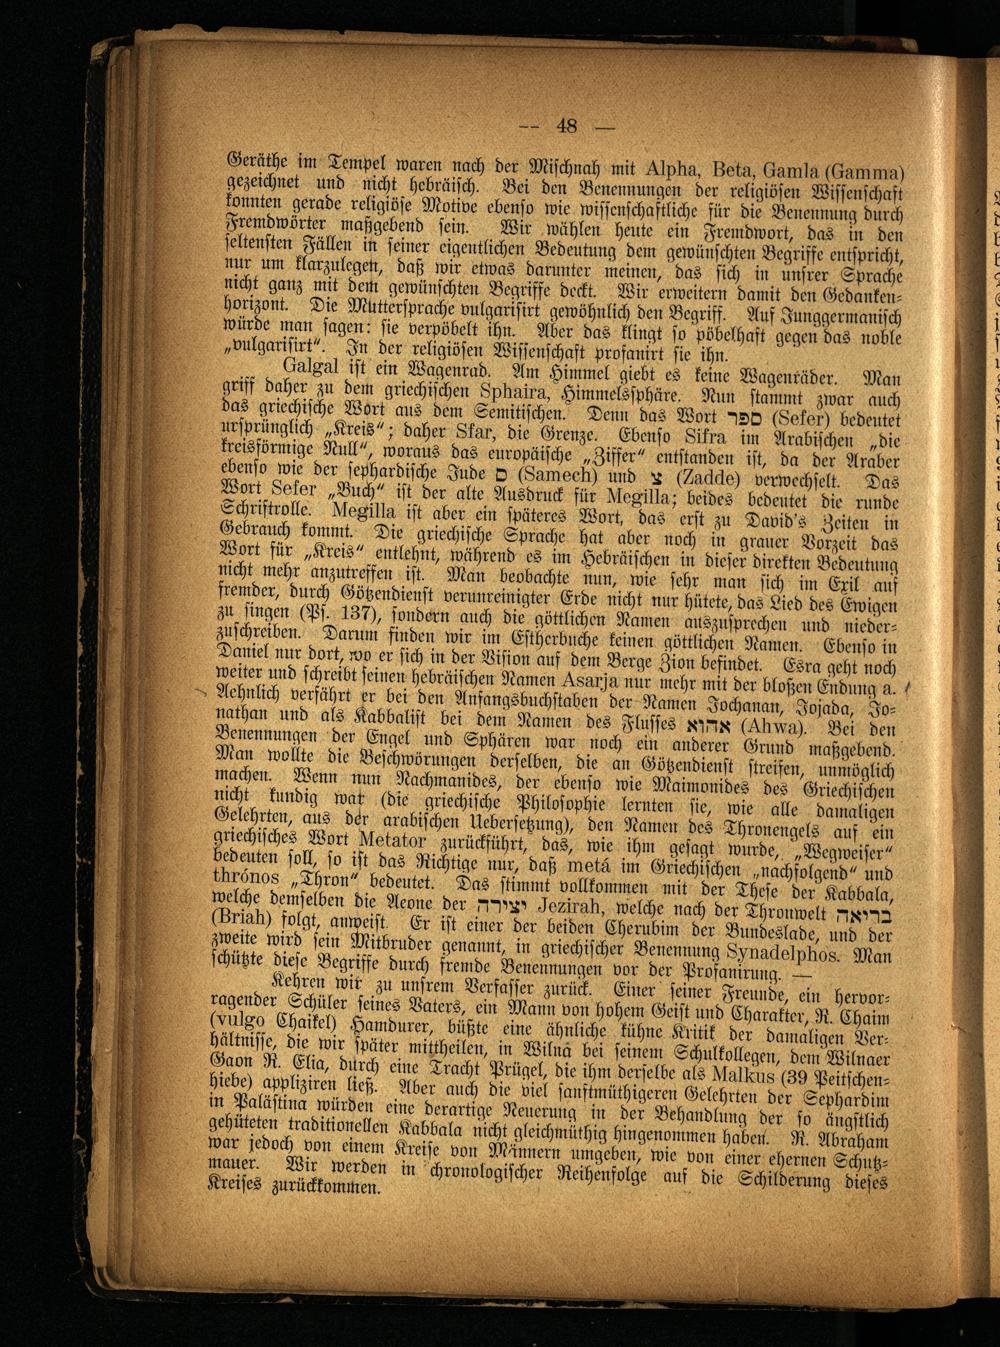 -- 48 —
Geräthe im Tempel waren nach der Mischnah mit Alpha, Beta, Gamla (Gamma)
gezeichnet und nicht hebräisch. Bei den Benennungen der religiösen Wissenschaft
konnten gerade religiöse Motive ebenso wie wissenschaftliche für die Benennung durch
Fremdwörter maßgebend sein. Wir wählen heute ein Fremdwort, das in den
seltensten Fällen in seiner eigentlichen Bedeutung dem gewünschten Begriffe entspricht,
nur um klarzulegen, daß wir etwas darunter meinen, das sich in unsrer Sprache
nicht ganz mit dem gewünschten Begriffe deckt. Wir erweitern damit den Gedanken=
horizont. Die Muttersprache vulgarisirt gewöhnlich den Begriff. Auf Junggermanisch
würde man sagen: sie verpöbelt ihn. Aber das klingt so pöbelhaft gegen das noble
„vulgarisirt“. In der religiösen Wissenschaft profanirt sie ihn.
Galgal ist ein Wagenrad. Am Himmel giebt es keine Wagenräder. Man
griff daher zu dem griechischen Sphaira, Himmelssphäre. Nun stammt zwar auch
das griechische Wort aus dem Semitischen. Denn das Wort ספר (Sefer) bedeutet
ursprünglich „Kreis“; daher Sfar, die Grenze. Ebenso Sifra im Arabischen „die
kreisförmige Null“, woraus das europäische „Ziffer“ entstanden ist, da der Araber
ebenso wie der sephardische Jude ס (Samech) und צ (Zadde) verwechselt. Das
Wort Sefer „Buch“ ist der alte Ausdruck für Megilla; beides bedeutet die runde
Schriftrolle. Megilla ist aber ein späteres Wort, das erst zu David's Zeiten in
Gebrauch kommt. Die griechische Sprache hat aber noch in grauer Vorzeit das
Wort für „Kreis“ entlehnt, während es im Hebräischen in dieser direkten Bedeutung
nicht mehr anzutreffen ist. Man beobachte nun, wie sehr man sich im Exil auf
fremder, durch Götzendienst verunreinigter Erde nicht nur hütete, das Lied des Ewigen
zu singen (Ps. 137), sondern auch die göttlichen Namen auszusprechen und nieder=
zuschreiben. Darum finden wir im Estherbuche keinen göttlichen Namen. Ebenso in
Daniel nur dort, wo er sich in der Vision auf dem Berge Zion befindet. Esra geht noch
weiter und schreibt seinen hebräischen Namen Asarja nur mehr mit der bloßen Endung a.
Aehnlich verfährt er bei den Anfangsbuchstaben der Namen Jochanan, Jojada, Jo=
nathan und als Kabbalist bei dem Namen des Flusses אהוא (Ahwa). Bei den
Benennungen der Engel und Sphären war noch ein anderer Grund maßgebend.
Man wollte die Beschwörungen derselben, die an Götzendienst streifen, unmöglich
machen. Wenn nun Nachmanides, der ebenso wie Maimonides des Griechischen
nicht kundig war (die griechische Philosophie lernten sie, wie alle damaligen
Gelehrten, aus der arabischen Uebersetzung), den Namen des Thronengels auf ein
griechisches Wort Metator zurückführt, das, wie ihm gesagt wurde, „Wegweiser“
bedeuten soll, so ist das Richtige nur, daß metá im Griechischen „nachfolgend“ und
thrónos „Thron“ bedeutet. Das stimmt vollkommen mit der These der Kabbala,
welche demselben die Aeone der יצירה Jezirah, welche nach der Thronwelt בריאה
(Briah) folgt, anweist. Er ist einer der beiden Cherubim der Bundeslade, und der
zweite wird sein Mitbruder genannt, in griechischer Benennung Synadelphos. Man
schützte diese Begriffe durch fremde Benennungen vor der Profanirung. —
Kehren wir zu unsrem Verfasser zurück. Einer seiner Freunde, ein hervor=
ragender Schüler seines Vaters, ein Mann von hohem Geist und Charakter, R. Chaim
(vulgo Chaikel) Hamdurer, büßte eine ähnliche kühne Kritik der damaligen Ver=
hältnisse, die wir später mittheilen, in Wilna bei seinem Schulkollegen, dem Wilnaer
Gaon R. Elia, durch eine Tracht Prügel, die ihm derselbe als Malkus (39 Peitschen=
hiebe) appliziren ließ. Aber auch die viel sanftmüthigeren Gelehrten der Sephardim
in Palästina würden eine derartige Neuerung in der Behandlung der so ängstlich
gehüteten traditionellen Kabbala nicht gleichmüthig hingenommen haben. R. Abraham
war jedoch von einem Kreise von Männern umgeben, wie von einer ehernen Schutz=
mauer. Wir werden in chronologischer Reihenfolge auf die Schilderung dieses
Kreises zurückkommen.